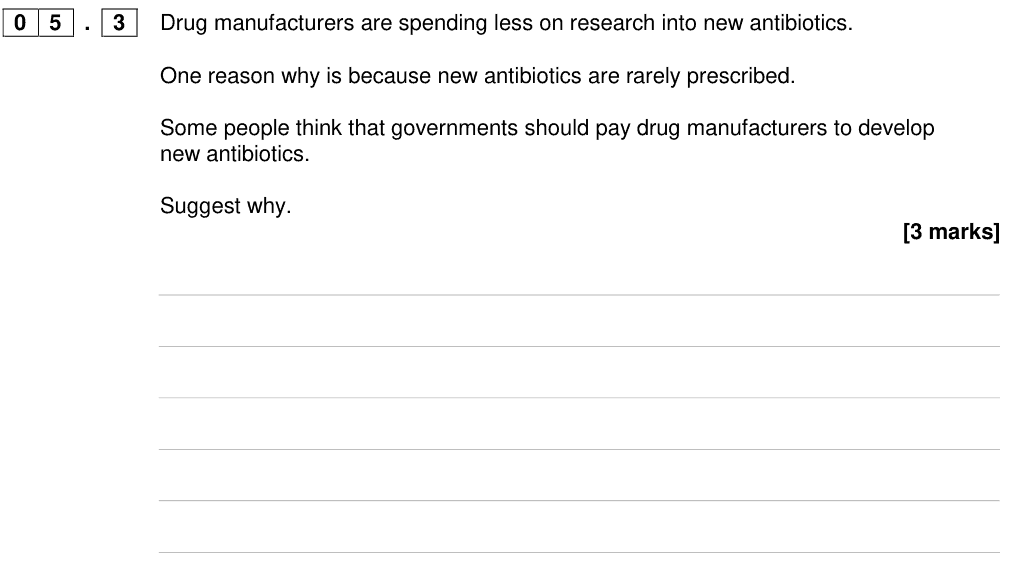 0 5 . 3 Drug manufacturers are spending less on research into new antibiotics.
One reason why is because new antibiotics are rarely prescribed.
Some people think that governments should pay drug manufacturers to develop
new antibiotics.
Suggest why.
[3 marks]